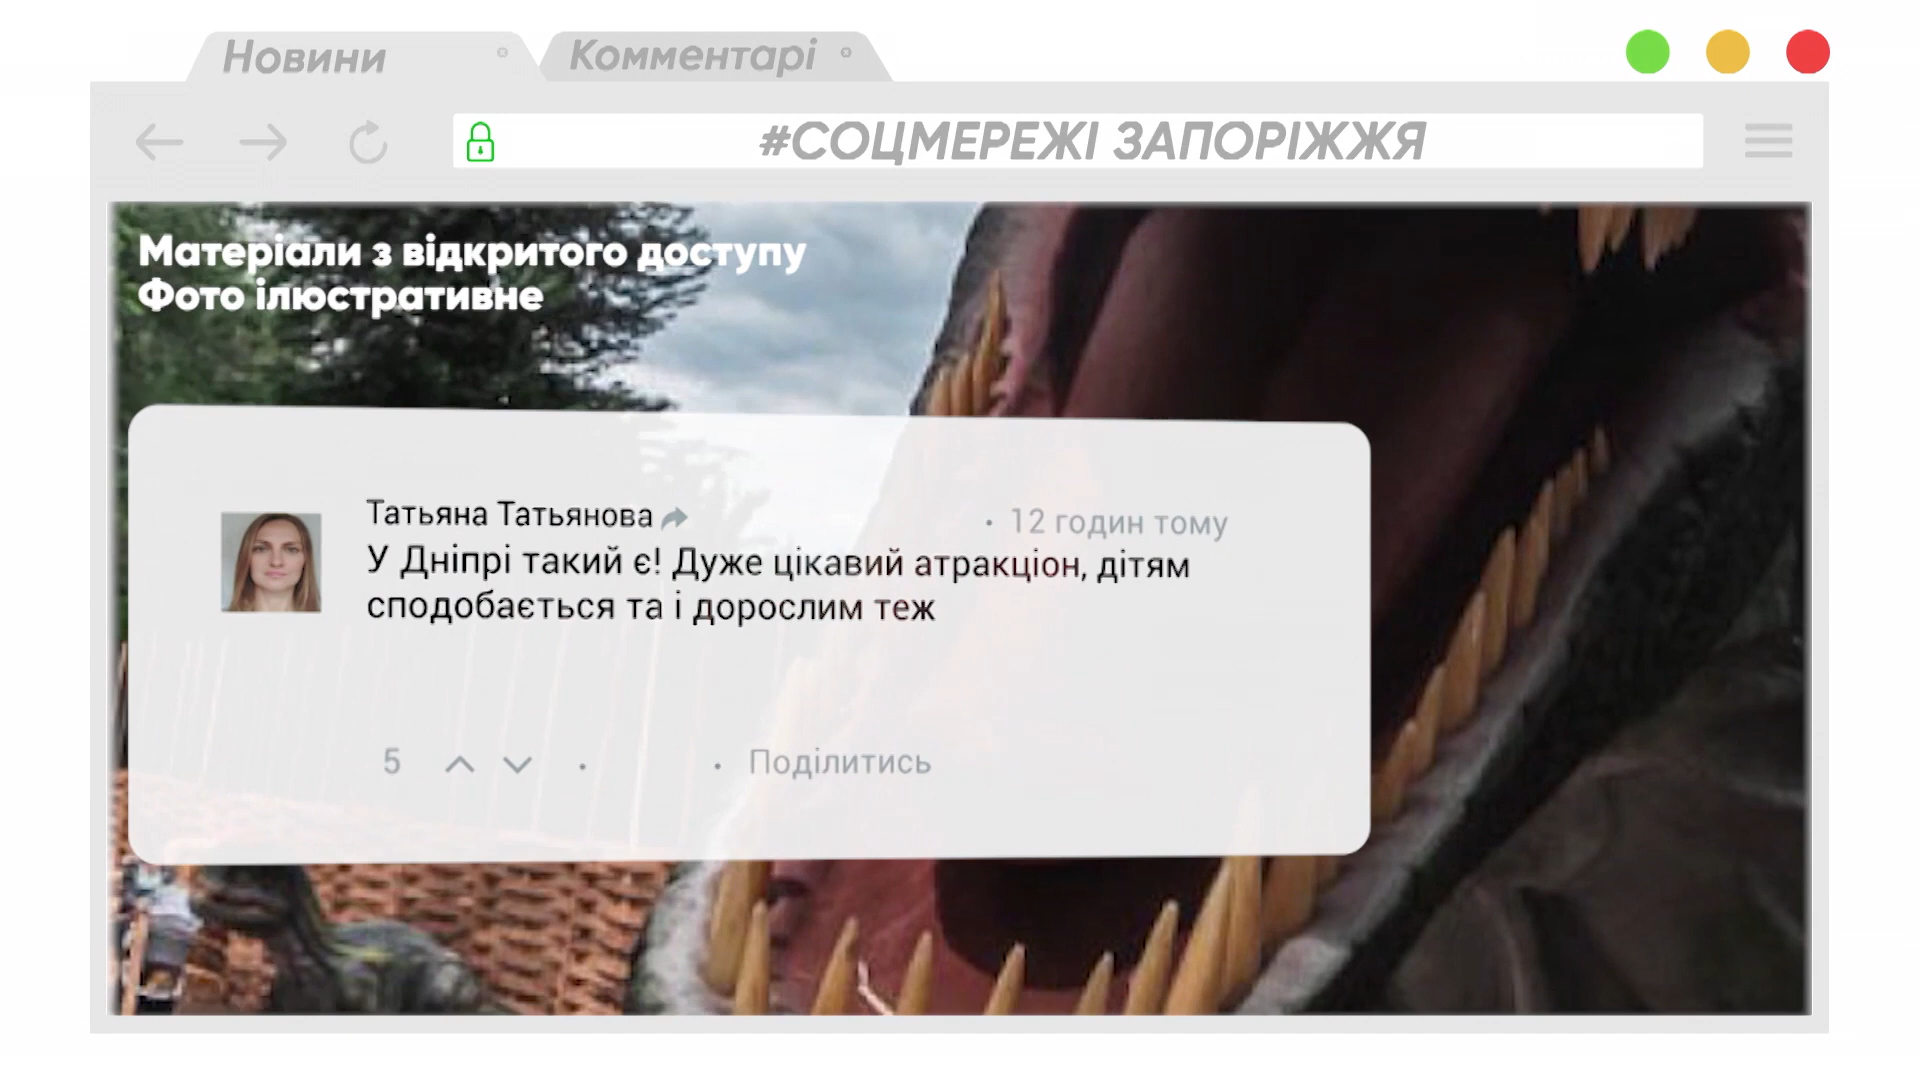 Новини
Комментарі
#СОЦМЕРЕЖІ ЗАПОРІЖЖЯ
Матеріали з відкритого доступу
Фото ілюстративне
Татьяна Татьянова
· 12 годин тому
У Дніпрі такий є! Дуже цікавий атракціон, дітям
сподобається та і дорослим теж
5 · · Поділитись